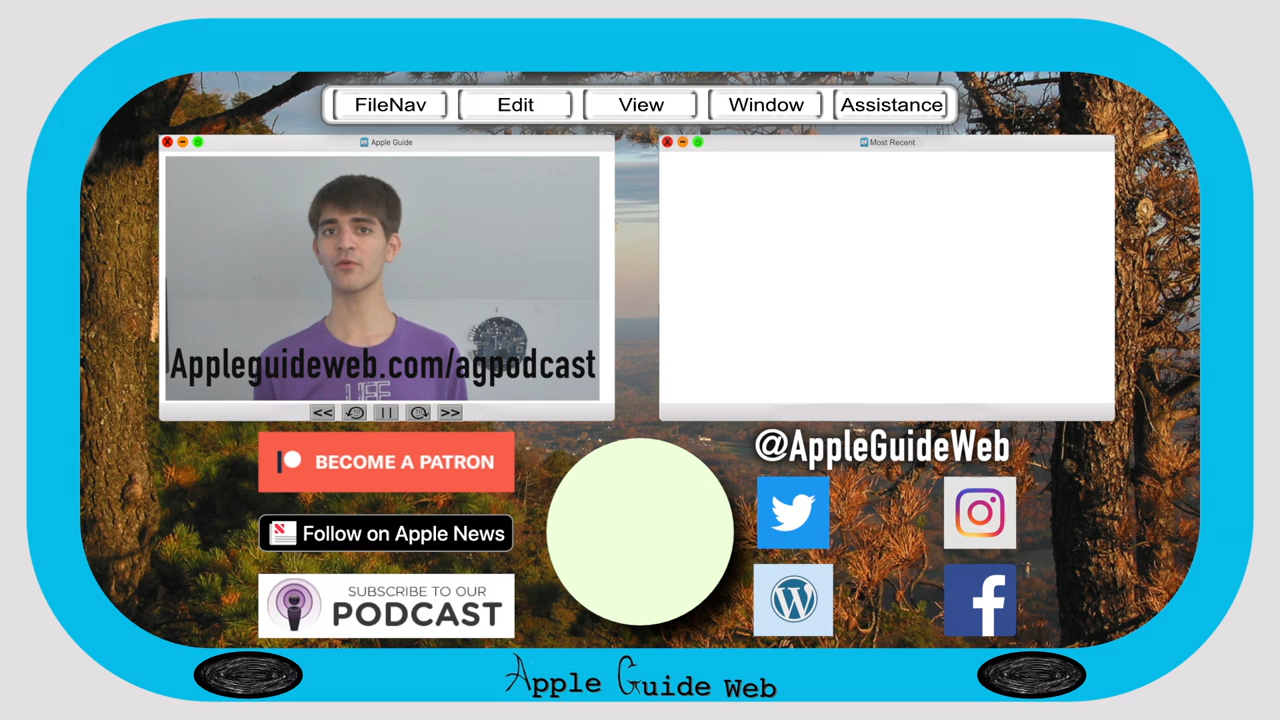 FileNav Edit View Window Assistance
Apple Guide
Most Recent
Appleguideweb.com/agpodcast
LIFE
<< >>
@AppleGuideWeb
BECOME A PATRON
Follow on Apple News
SUBSCRIBE TO OUR
PODCAST
Apple Guide Web